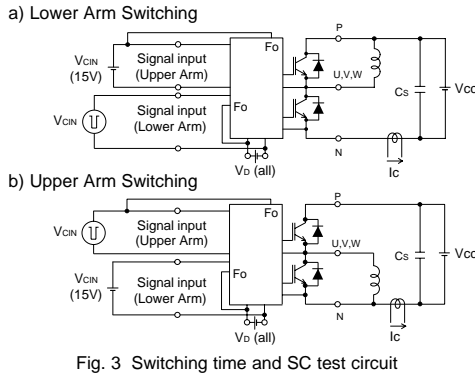 a) Lower Arm Switching
P
Fo
VCIN
(15V)
Signal input
(Upper Arm)
U,V,W
CS
VCC
Signal input
(Lower Arm)
Fo
VCIN
N
VD (all)
Ic
b) Upper Arm Switching
P
Fo
VCIN
Signal input
(Upper Arm)
U,V,W
CS
VCC
VCIN
(15V)
Signal input
(Lower Arm)
Fo
N
VD (all)
Ic
Fig. 3 Switching time and SC test circuit